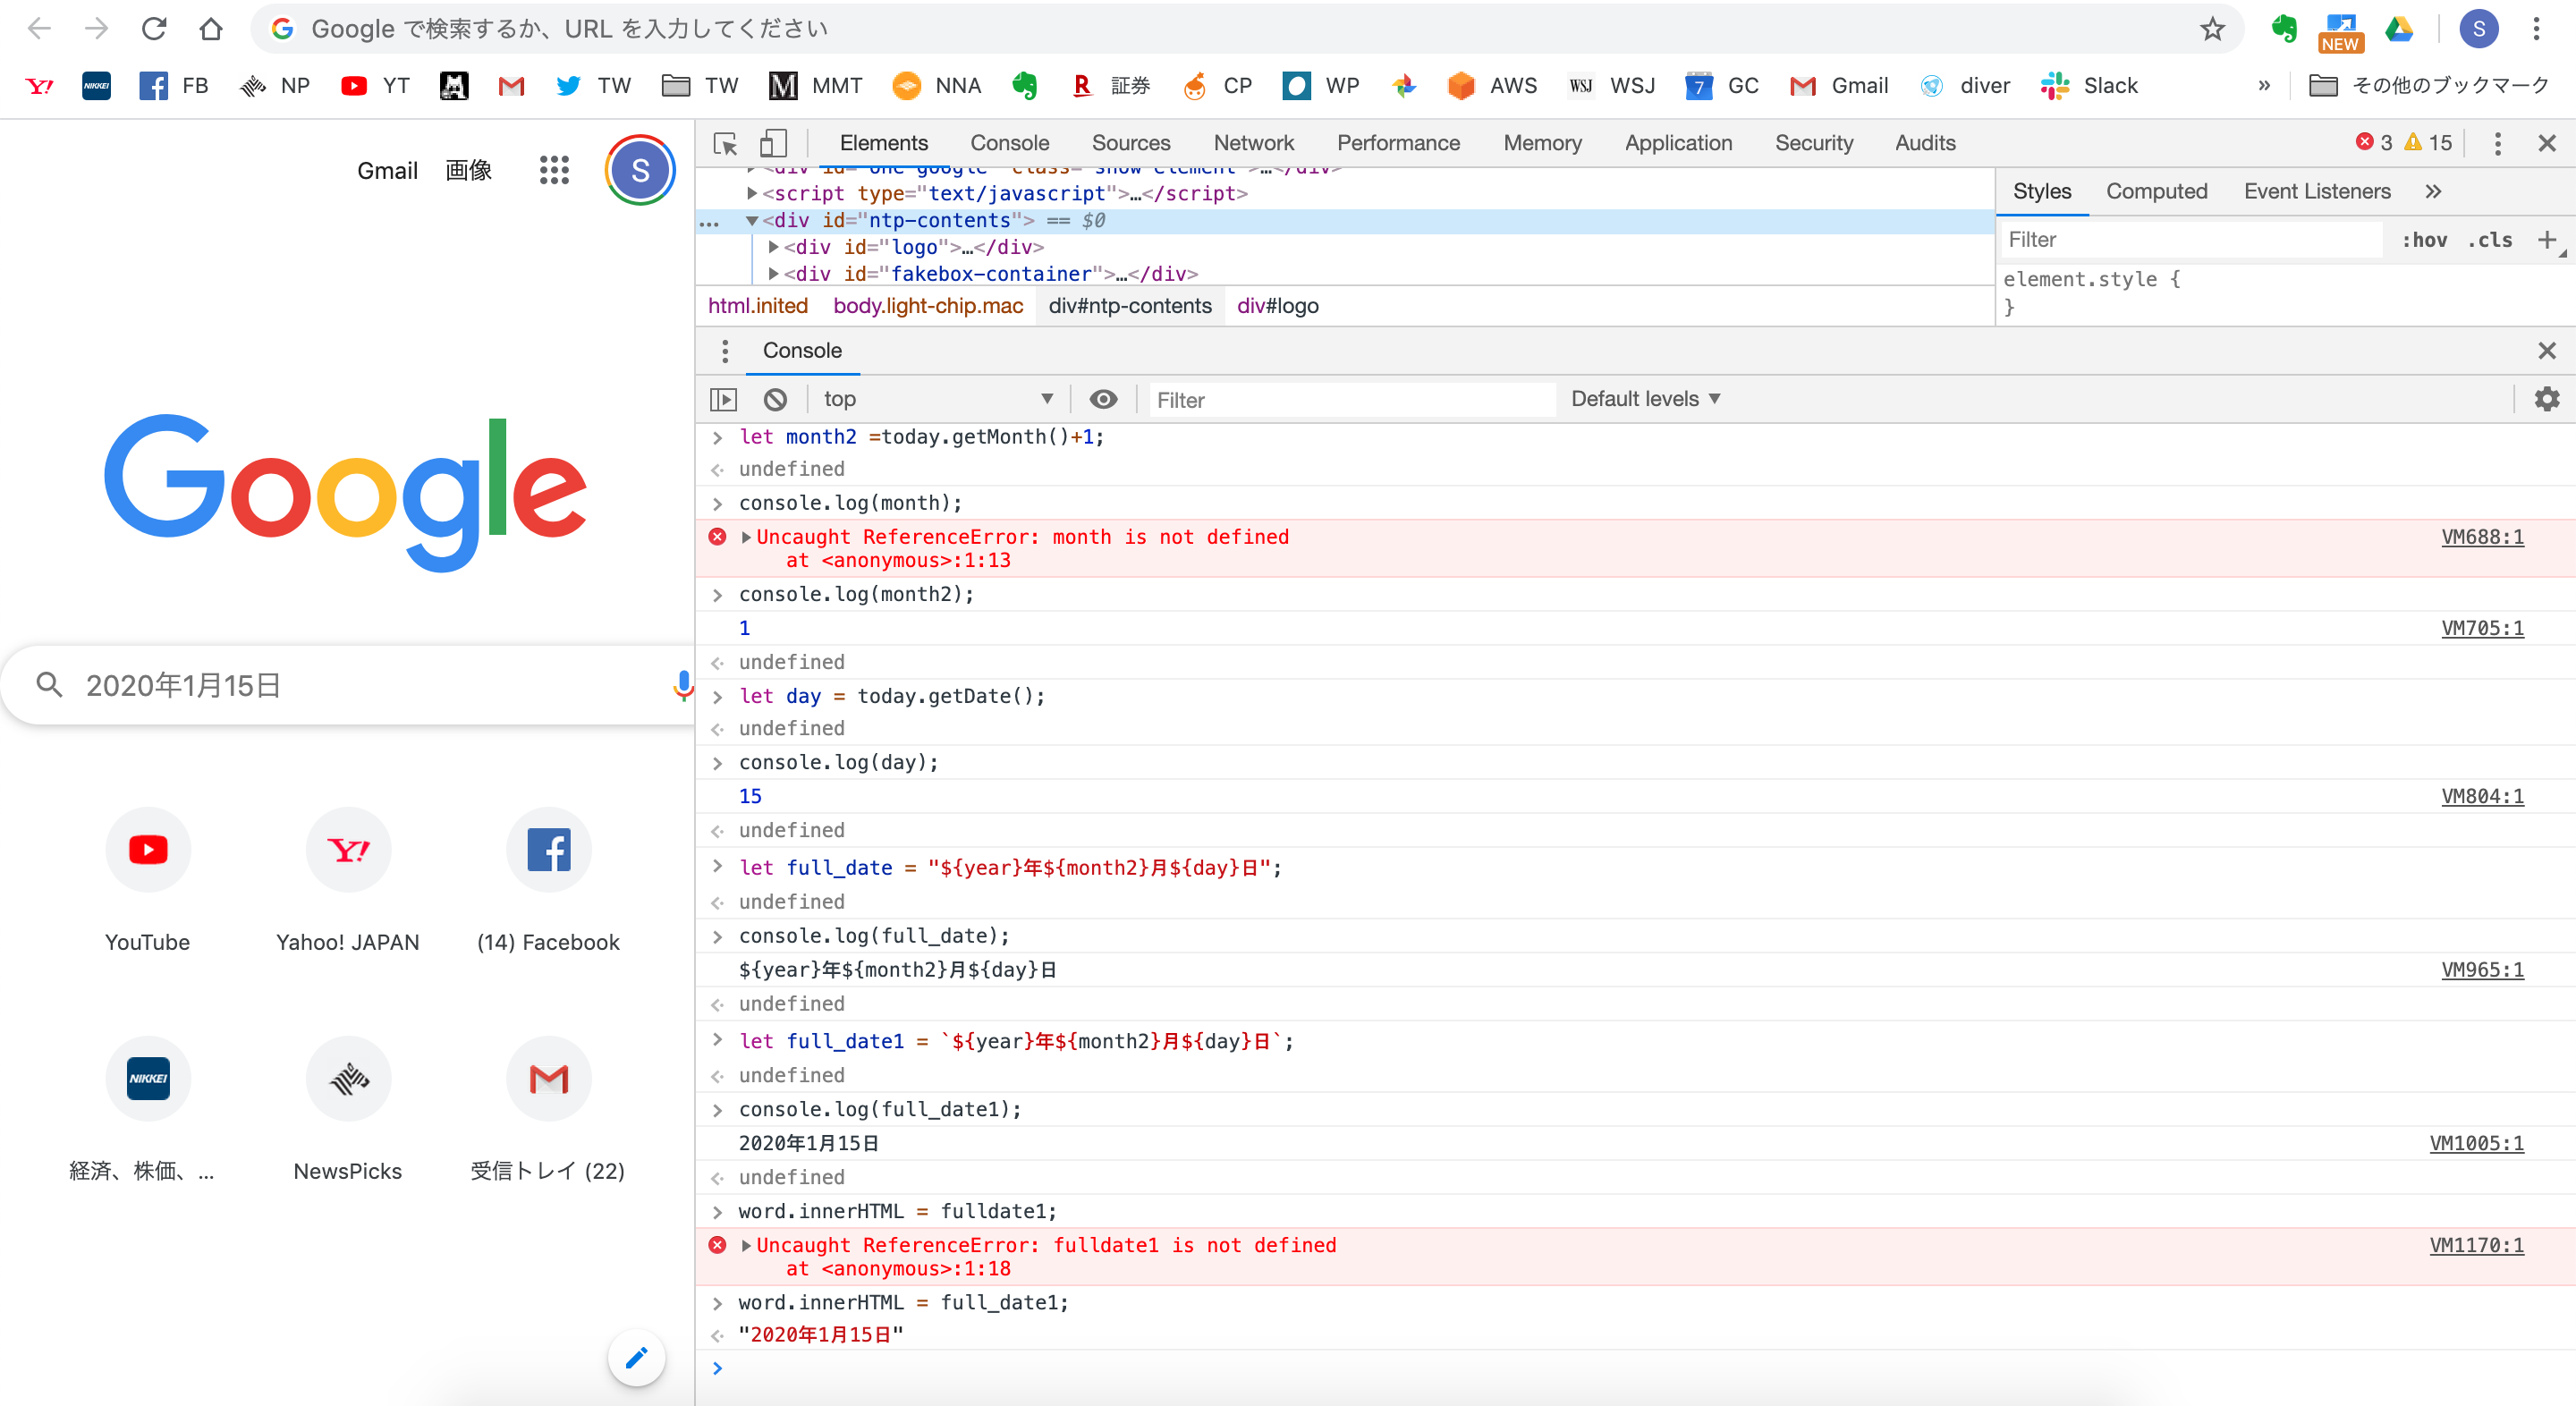 Google で検索するか、URL を入力してください
NEW
S
Y!
NIKKEI
FB
NP
YT
TW
TW
M
MMT
NNA
R
証券
CP
WP
AWS
WSJ
WSJ
7
GC
Gmail
diver
Slack
»
その他のブックマーク
Gmail
画像
S
Google
2020年1月15日
YouTube
Y!
Yahoo! JAPAN
(14) Facebook
NIKKEI
経済、株価、...
NewsPicks
受信トレイ (22)
Elements
Console
Sources
Network
Performance
Memory
Application
Security
Audits
3
15
<div id="one-google" class="show-element">…</div>
<script type="text/javascript">…</script>
... <div id="ntp-contents"> == $0
<div id="logo">…</div>
<div id="fakebox-container">…</div>
html.inited body.light-chip.mac div#ntp-contents div#logo
Styles
Computed
Event Listeners
»
Filter
:hov .cls +
element.style {
}
Console
top
Filter
Default levels ▼
> let month2 =today.getMonth()+1;
undefined
> console.log(month);
Uncaught ReferenceError: month is not defined VM688:1
at <anonymous>:1:13
> console.log(month2);
1 VM705:1
undefined
> let day = today.getDate();
undefined
> console.log(day);
15 VM804:1
undefined
> let full_date = "${year}年${month2}月${day}日";
undefined
> console.log(full_date);
${year}年${month2}月${day}日 VM965:1
undefined
> let full_date1 = `${year}年${month2}月${day}日`;
undefined
> console.log(full_date1);
2020年1月15日 VM1005:1
undefined
> word.innerHTML = fulldate1;
Uncaught ReferenceError: fulldate1 is not defined VM1170:1
at <anonymous>:1:18
> word.innerHTML = full_date1;
"2020年1月15日"
>